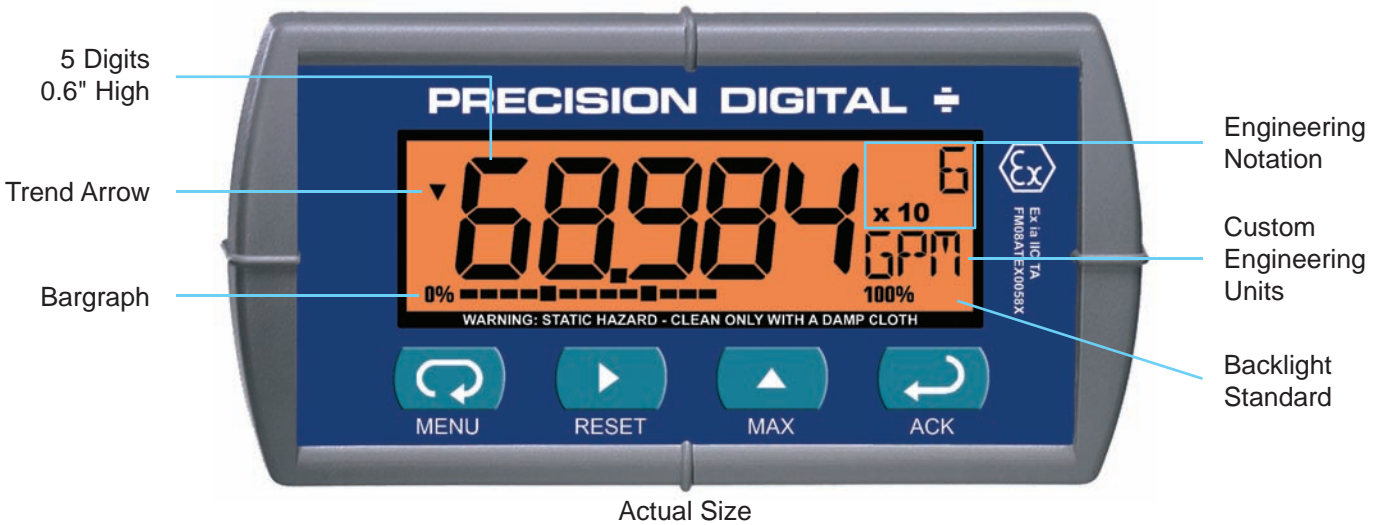 5 Digits
0.6" High
Trend Arrow
Bargraph
PRECISION DIGITAL
68.984
6
x 10
GPM
0%
100%
WARNING: STATIC HAZARD - CLEAN ONLY WITH A DAMP CLOTH
Ex
Ex ia IIC TA
FM08ATEX0058X
MENU
RESET
MAX
ACK
Engineering
Notation
Custom
Engineering
Units
Backlight
Standard
Actual Size